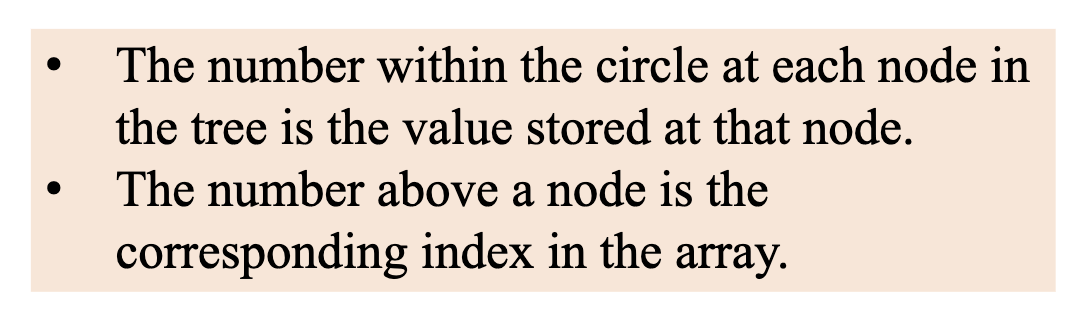 • The number within the circle at each node in
the tree is the value stored at that node.
• The number above a node is the
corresponding index in the array.